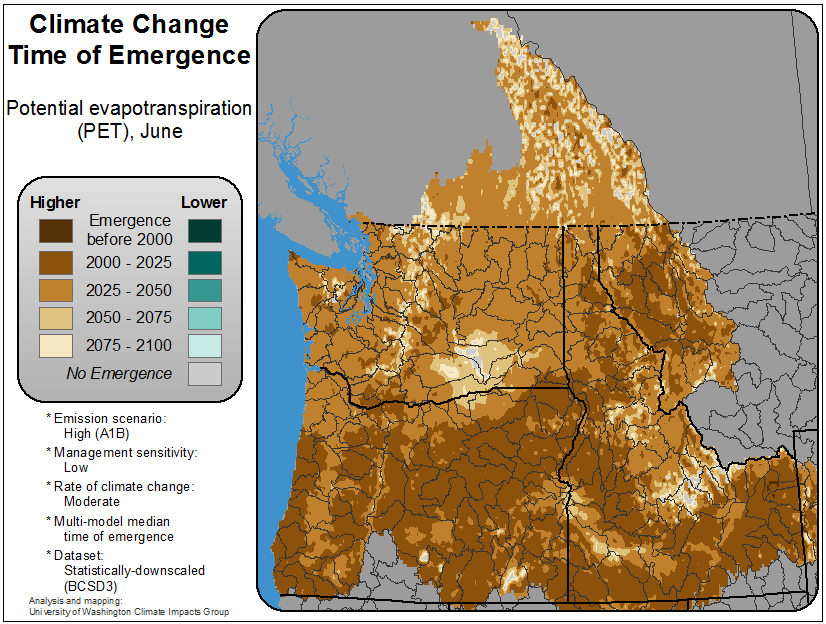 Climate Change
Time of Emergence
Potential evapotranspiration
(PET), June
Higher
Lower
Emergence
before 2000
2000 - 2025
2025 - 2050
2050 - 2075
2075 - 2100
No Emergence
* Emission scenario:
High (A1B)
* Management sensitivity:
Low
* Rate of climate change:
Moderate
* Multi-model median
time of emergence
* Dataset:
Statistically-downscaled
(BCSD3)
Analysis and mapping:
University of Washington Climate Impacts Group